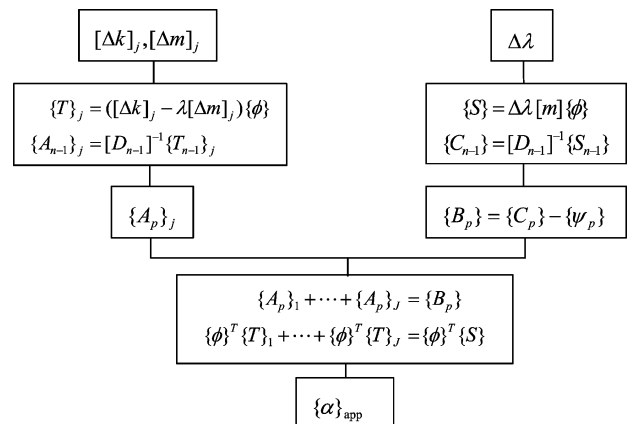 [Δk]_j,[Δm]_j
Δλ
{T}_j = ([Δk]_j − λ[Δm]_j){ϕ}
{A_{n-1}}_j = [D_{n-1}]^{-1}{T_{n-1}}_j
{S} = Δλ[m]{ϕ}
{C_{n-1}} = [D_{n-1}]^{-1}{S_{n-1}}
{A_p}_j
{B_p} = {C_p} − {ψ_p}
{A_p}_1 + ⋯ + {A_p}_J = {B_p}
{ϕ}^T{T}_1 + ⋯ + {ϕ}^T{T}_J = {ϕ}^T{S}
{α}_app